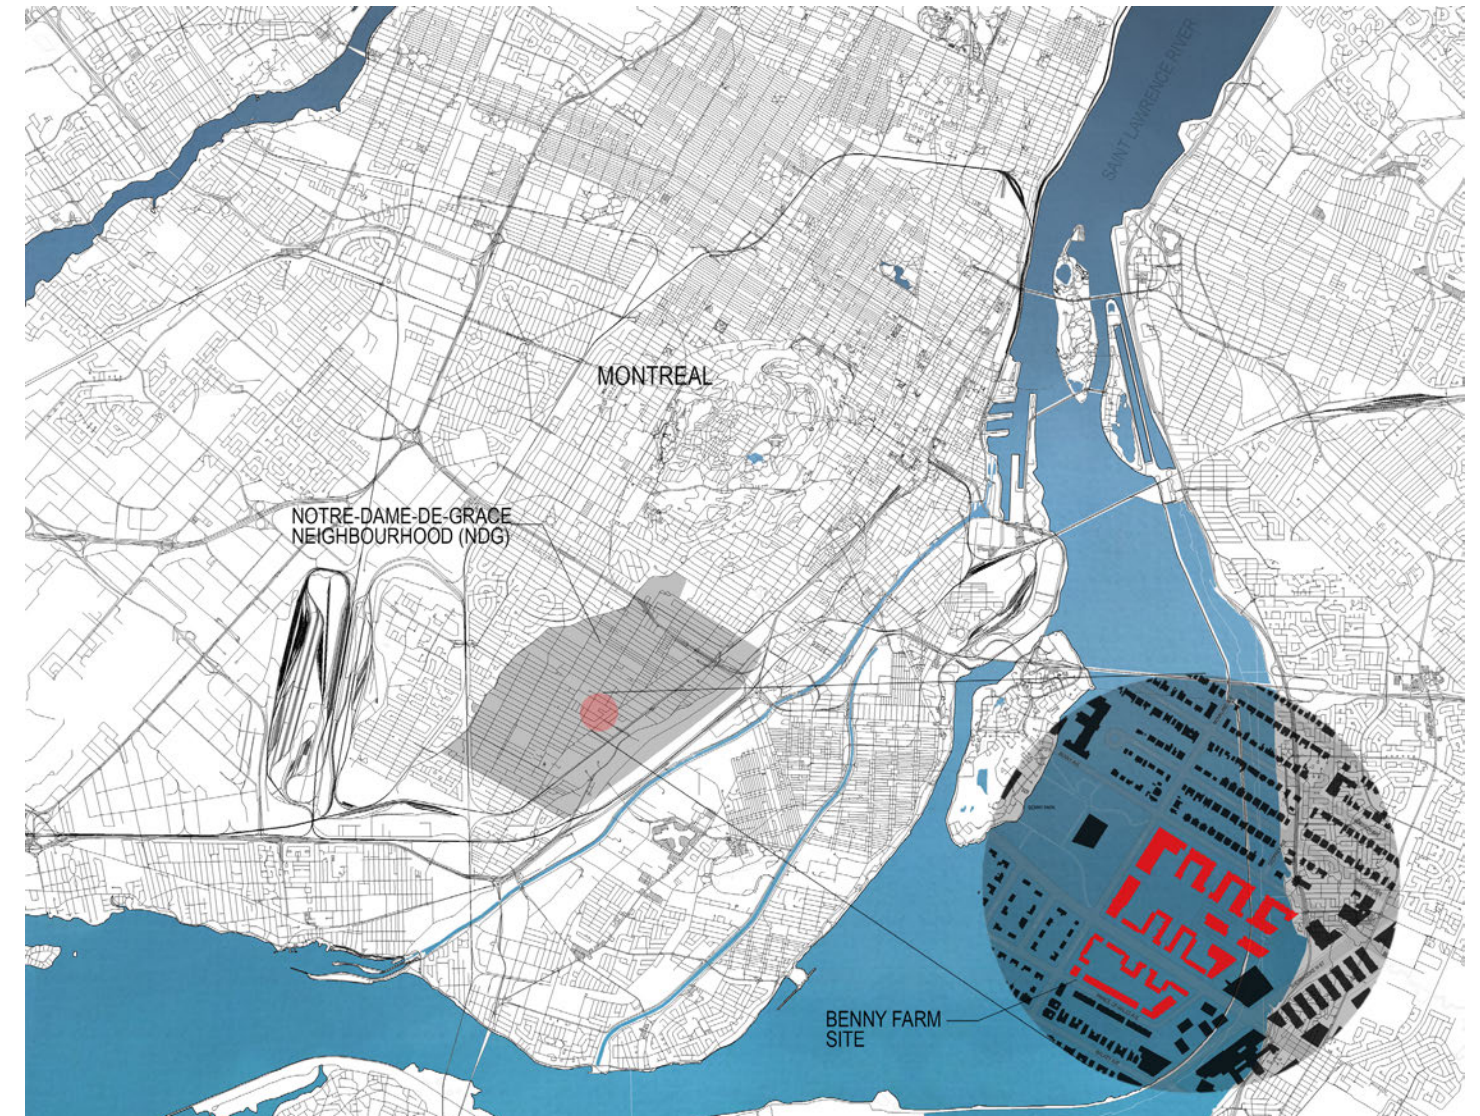 SAINT LAWRENCE RIVER
MONTREAL
NOTRE-DAME-DE-GRACE
NEIGHBOURHOOD (NDG)
BENNY FARM
SITE